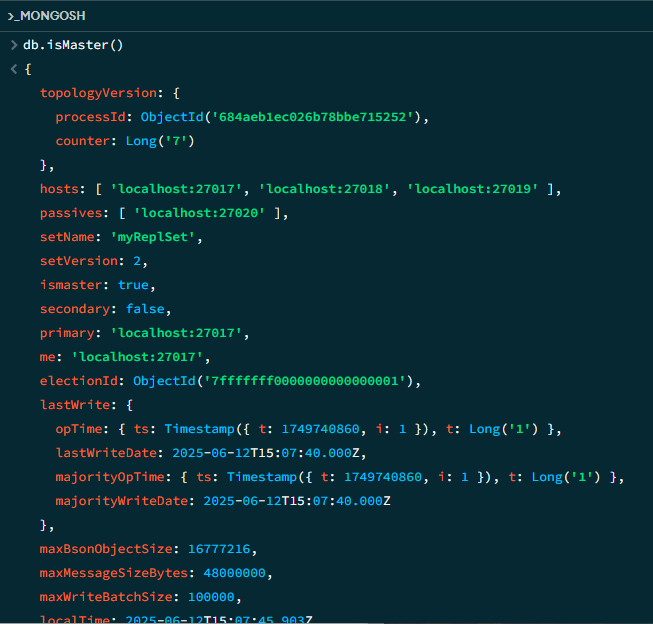 >_MONGOSH
> db.isMaster()
< {
topologyVersion: {
processId: ObjectId('684aeb1ec026b78bbe715252'),
counter: Long('7')
},
hosts: [ 'localhost:27017', 'localhost:27018', 'localhost:27019' ],
passives: [ 'localhost:27020' ],
setName: 'myReplSet',
setVersion: 2,
ismaster: true,
secondary: false,
primary: 'localhost:27017',
me: 'localhost:27017',
electionId: ObjectId('7fffffff0000000000000001'),
lastWrite: {
opTime: { ts: Timestamp({ t: 1749740860, i: 1 }), t: Long('1') },
lastWriteDate: 2025-06-12T15:07:40.000Z,
majorityOpTime: { ts: Timestamp({ t: 1749740860, i: 1 }), t: Long('1') },
majorityWriteDate: 2025-06-12T15:07:40.000Z
},
maxBsonObjectSize: 16777216,
maxMessageSizeBytes: 48000000,
maxWriteBatchSize: 100000,
localTime: 2025-06-12T15:07:45.903Z